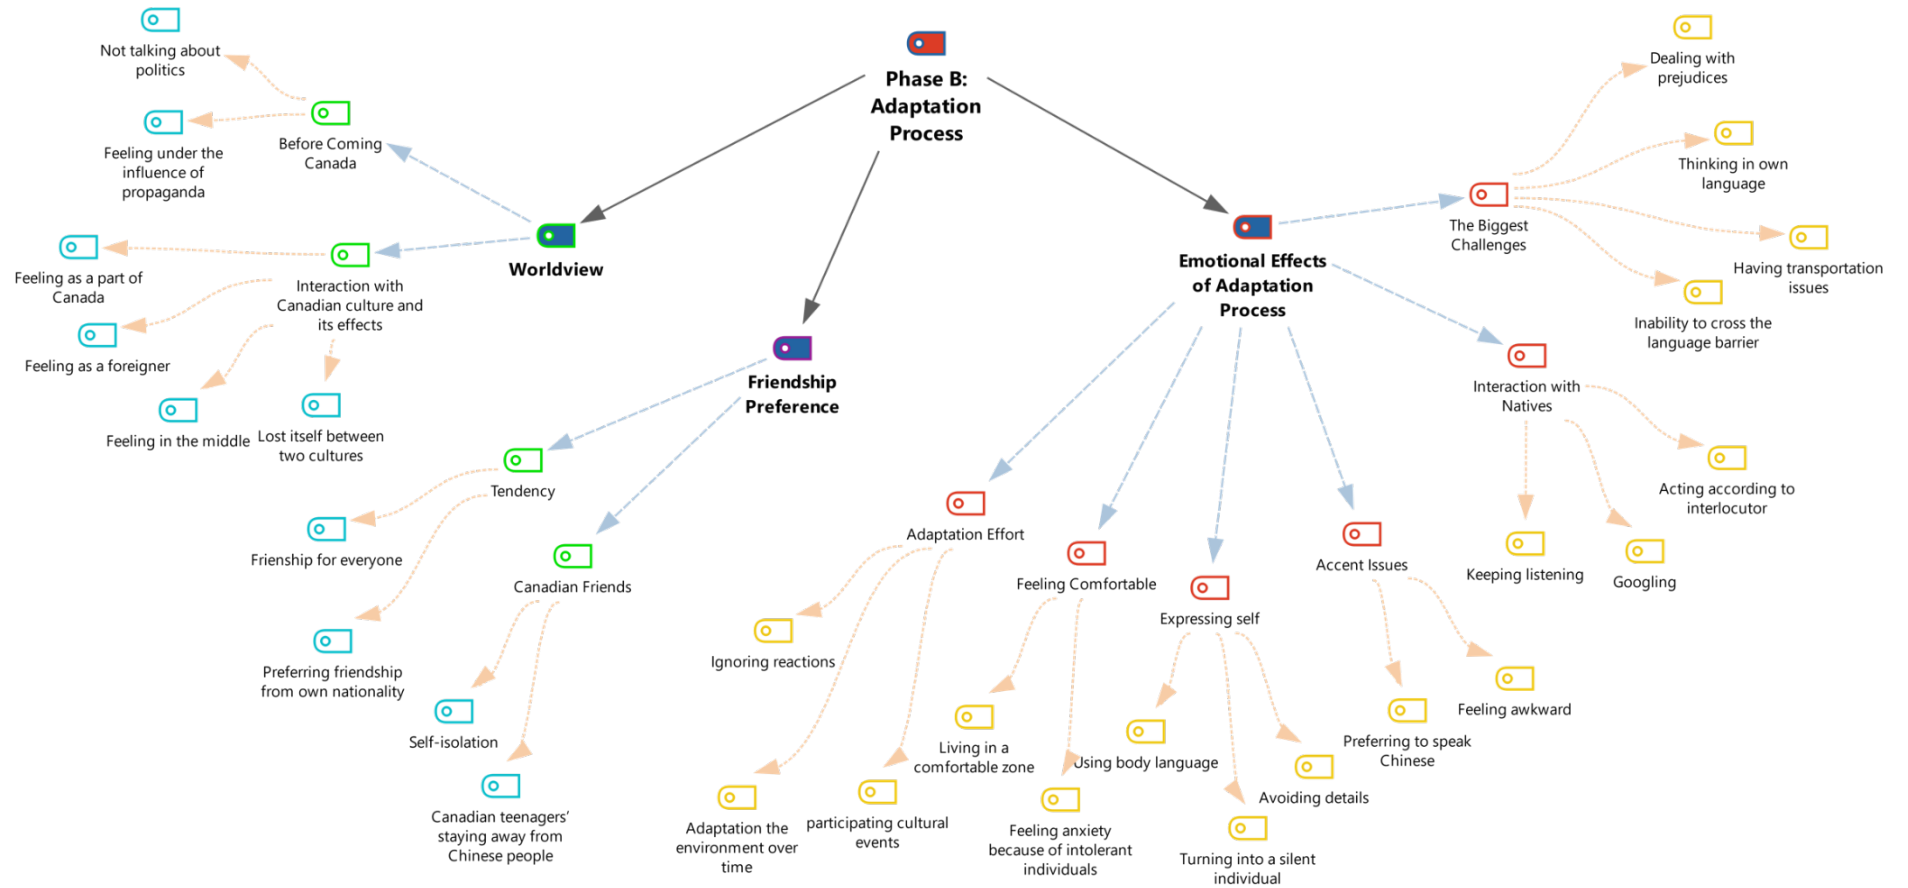 Phase B:
Adaptation
Process
Worldview
Before Coming
Canada
Not talking about
politics
Feeling under the
influence of
propaganda
Interaction with
Canadian culture and
its effects
Feeling as a part of
Canada
Feeling as a foreigner
Feeling in the middle
Lost itself between
two cultures
Friendship
Preference
Tendency
Frienship for everyone
Preferring friendship
from own nationality
Canadian Friends
Self-isolation
Canadian teenagers’
staying away from
Chinese people
Emotional Effects
of Adaptation
Process
Adaptation Effort
Ignoring reactions
Adaptation the
environment over
time
participating cultural
events
Feeling Comfortable
Living in a
comfortable zone
Feeling anxiety
because of intolerant
individuals
Expressing self
Using body language
Turning into a silent
individual
Avoiding details
Accent Issues
Preferring to speak
Chinese
Feeling awkward
Interaction with
Natives
Keeping listening
Googling
Acting according to
interlocutor
The Biggest
Challenges
Dealing with
prejudices
Thinking in own
language
Having transportation
issues
Inability to cross the
language barrier